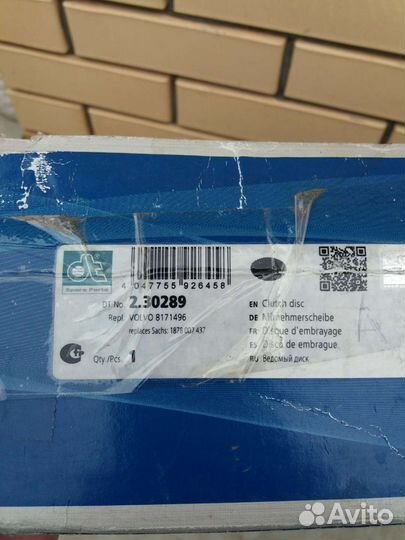 dt
Spare Parts
4 047755 926458
DT No. 2.30289
Repl. VOLVO 8171496
replaces Sachs: 1878 007 437
Qty./Pcs. 1
EN Clutch disc
DE Mitnehmerscheibe
FR Disque d'embrayage
ES Disco de embrague
RU Ведомый диск
Avito